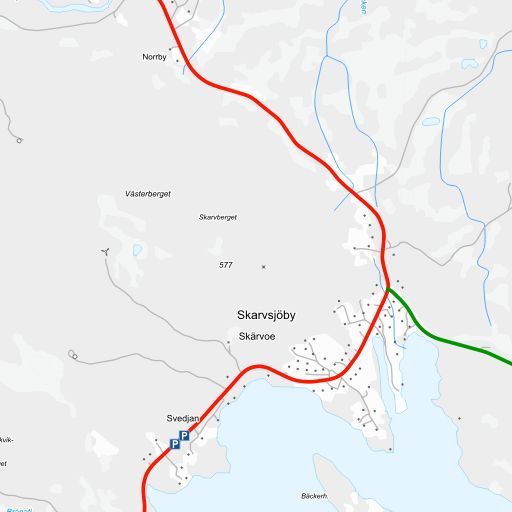 Norrby
Västerberget
Skarvberget
577
Skarvsjöby
Skärvoe
Svedjan
P
P
Bäckerh.